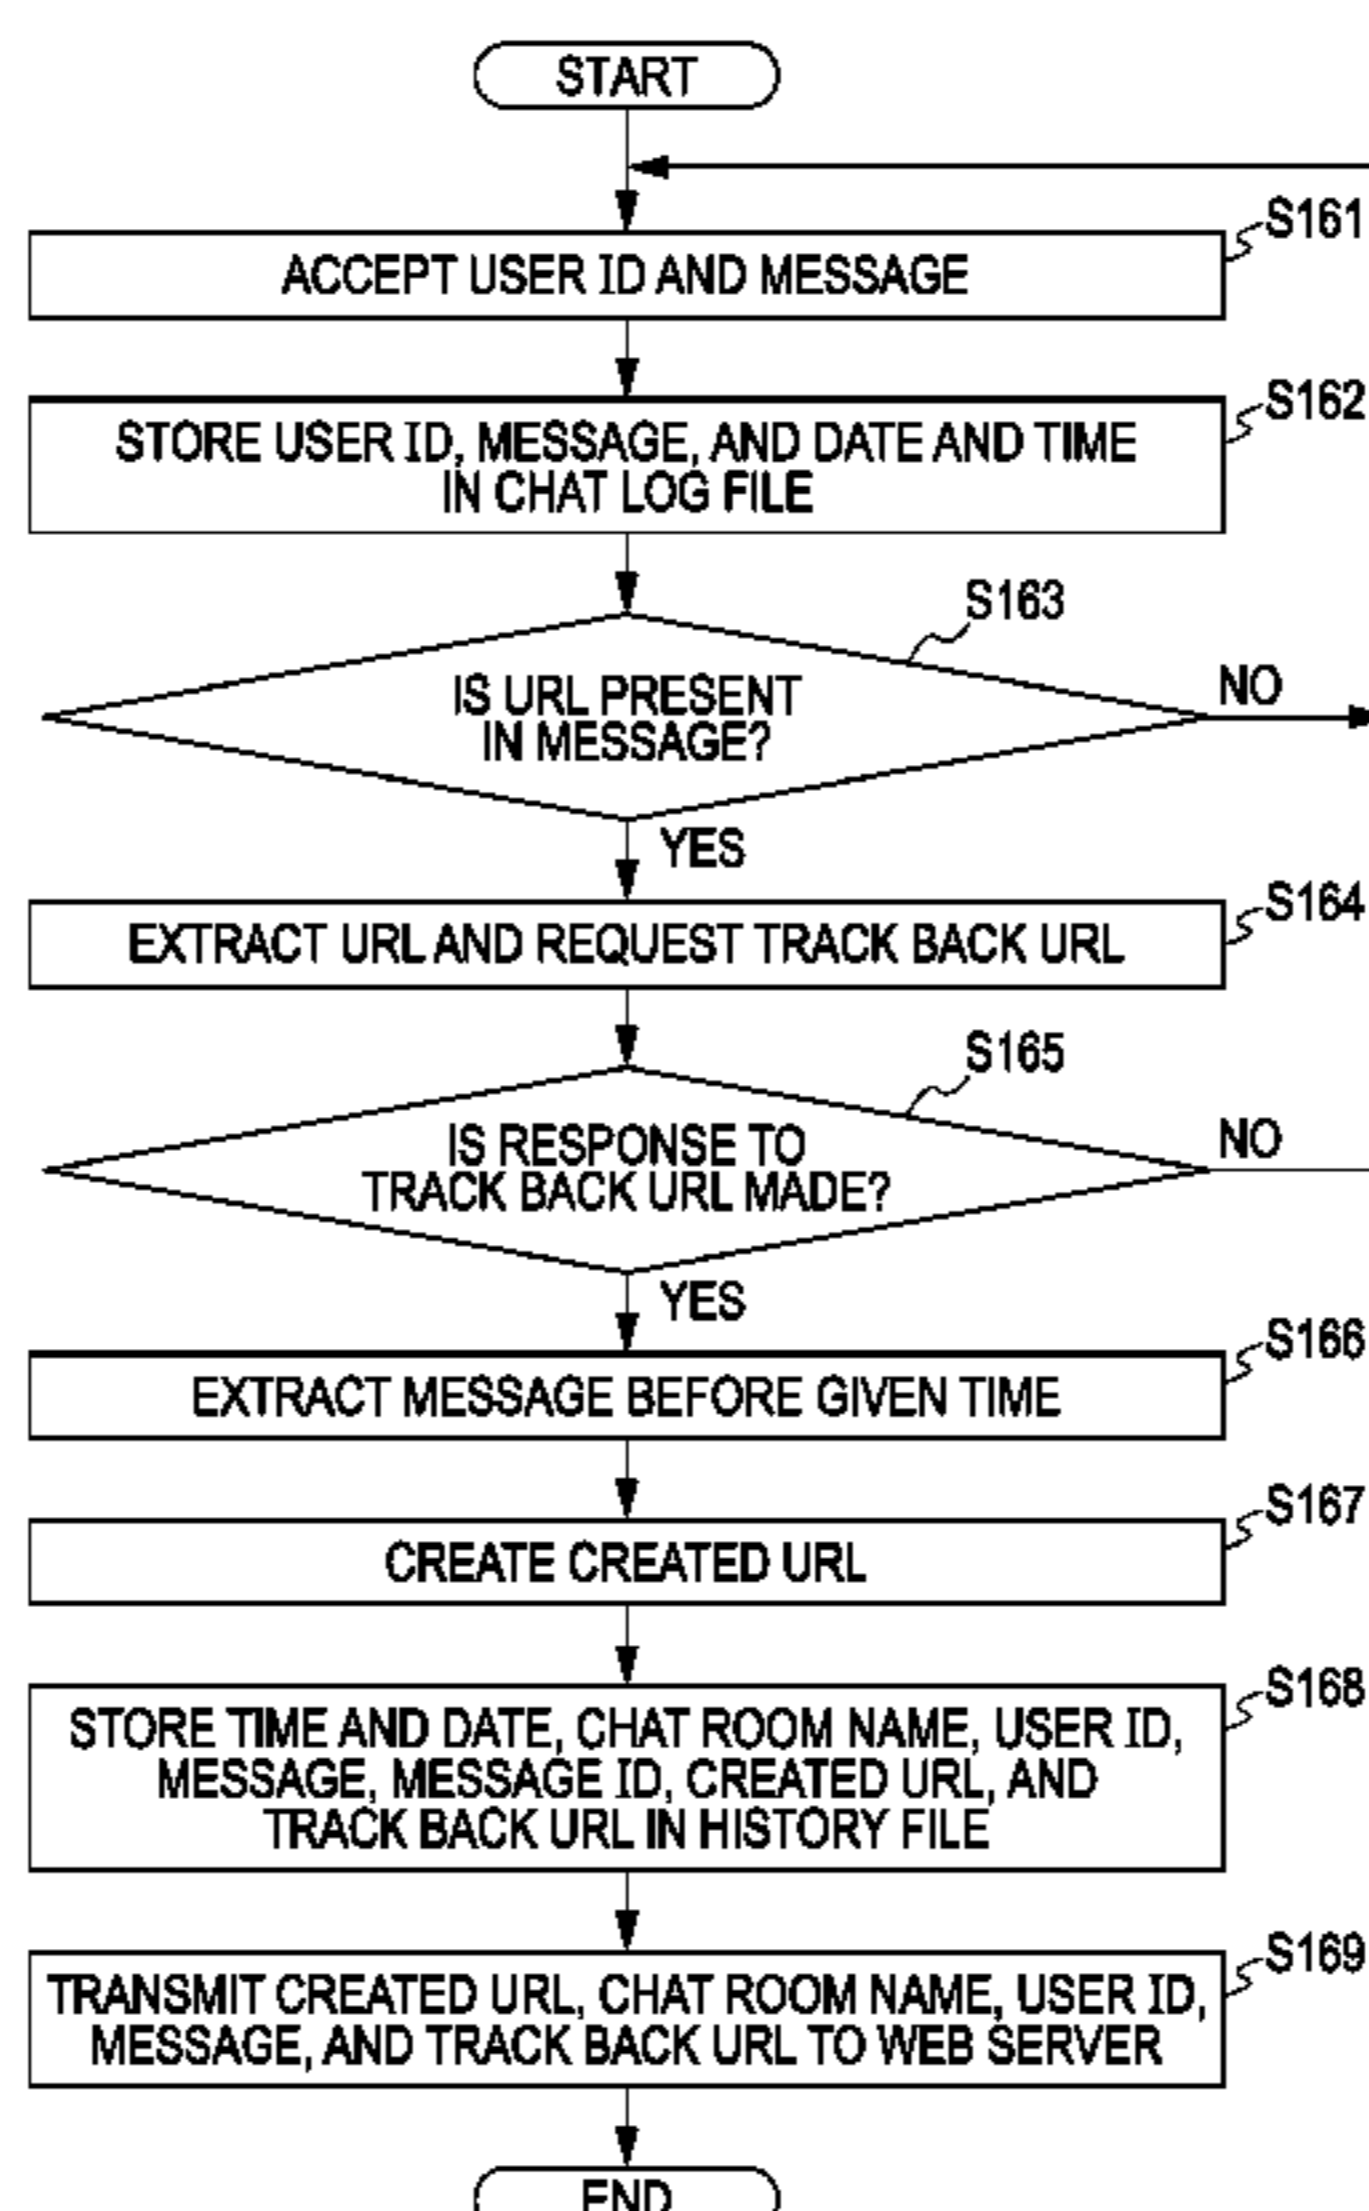 START
S161
ACCEPT USER ID AND MESSAGE
S162
STORE USER ID, MESSAGE, AND DATE AND TIME
IN CHAT LOG FILE
S163
IS URL PRESENT
IN MESSAGE?
NO
YES
S164
EXTRACT URL AND REQUEST TRACK BACK URL
S165
IS RESPONSE TO
TRACK BACK URL MADE?
NO
YES
S166
EXTRACT MESSAGE BEFORE GIVEN TIME
S167
CREATE CREATED URL
S168
STORE TIME AND DATE, CHAT ROOM NAME, USER ID,
MESSAGE, MESSAGE ID, CREATED URL, AND
TRACK BACK URL IN HISTORY FILE
S169
TRANSMIT CREATED URL, CHAT ROOM NAME, USER ID,
MESSAGE, AND TRACK BACK URL TO WEB SERVER
END